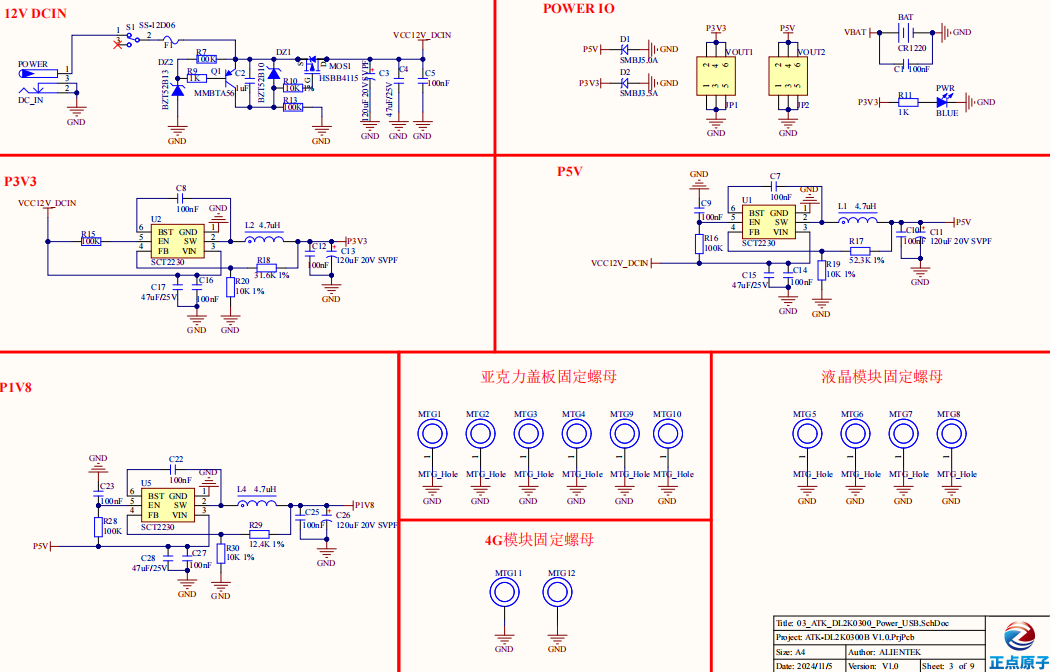 12V DCIN
S1
SS-12D06
1
2
3
F1
POWER
1
3
2
DC_IN
GND
DZ2
BZT52B13
GND
R7
100K
R9
1K
Q1
MMBTA56
C2
1uF
BZT52B10
DZ1
R10
10K 1%
R13
100K
MOS1
HSBB4115
GND
VCC12V_DCIN
120uF 20V SVPF
C3
47uF/25V
C4
C5
100nF
GND
GND
GND
POWER IO
P5V
D1
SMBJ5.0A
GND
P3V3
D2
SMBJ3.3A
GND
P3V3
VOUT1
2 4 6
1 3 5
JP1
GND
P5V
VOUT2
2 4 6
1 3 5
JP2
GND
BAT
VBAT
GND
CR1220
C1
100nF
P3V3
R11
1K
PWR
BLUE
GND
P3V3
VCC12V_DCIN
C8
100nF
U2
GND
6
BST GND
1
5
EN SW
2
4
FB VIN
3
SCT2230
R15
100K
L2 4.7uH
P3V3
C12
100nF
C13
120uF 20V SVPF
GND
R18
31.6K 1%
R20
10K 1%
C17
47uF/25V
C16
100nF
GND
GND
P5V
GND
C9
100nF
R16
100K
VCC12V_DCIN
C7
100nF
U1
GND
6
BST GND
1
5
EN SW
2
4
FB VIN
3
SCT2230
L1 4.7uH
P5V
C10
100nF
C11
120uF 20V SVPF
GND
R17
52.3K 1%
R19
10K 1%
C15
47uF/25V
C14
100nF
GND
GND
P1V8
GND
C23
100nF
R28
100K
P5V
C22
100nF
U5
GND
6
BST GND
1
5
EN SW
2
4
FB VIN
3
SCT2230
L4 4.7uH
P1V8
C25
100nF
C26
120uF 20V SVPF
GND
R29
12.4K 1%
R30
10K 1%
C28
47uF/25V
C27
100nF
GND
GND
亚克力盖板固定螺母
MTG1 MTG2 MTG3 MTG4 MTG9 MTG10
1 1 1 1 1 1
MTG_Hole MTG_Hole MTG_Hole MTG_Hole MTG_Hole MTG_Hole
GND GND GND GND GND GND
液晶模块固定螺母
MTG5 MTG6 MTG7 MTG8
1 1 1 1
MTG_Hole MTG_Hole MTG_Hole MTG_Hole
GND GND GND GND
4G模块固定螺母
MTG11 MTG12
GND GND
Title: 03_ATK_DL2K0300_Power_USB.SchDoc
Project: ATK-DL2K0300B V1.0.PrjPcb
Size: A4 Author: ALIENTEK
Date: 2024/11/5 Version: V1.0 Sheet: 3 of 9
正点原子